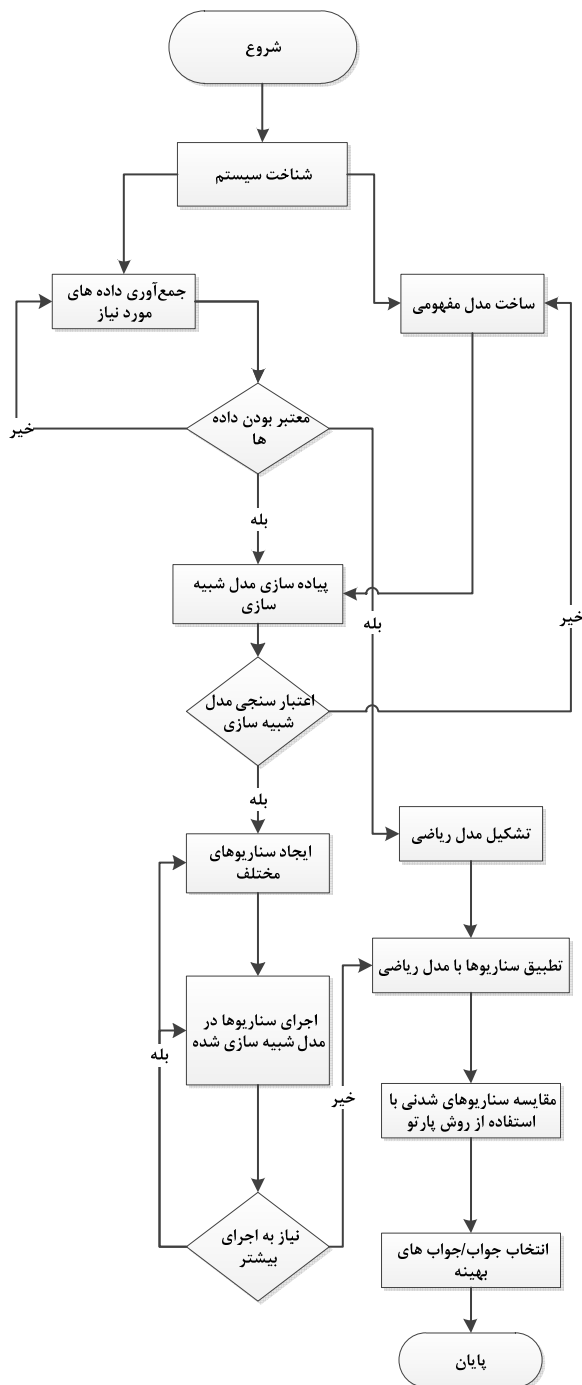 شروع
شناخت سیستم
جمع‌آوری داده های
مورد نیاز
ساخت مدل مفهومی
معتبر بودن داده
ها
خیر
بله
پیاده سازی مدل شبیه
سازی
بله
خیر
اعتبار سنجی مدل
شبیه سازی
بله
تشکیل مدل ریاضی
ایجاد سناریوهای
مختلف
تطبیق سناریوها با مدل ریاضی
اجرای سناریوها در
مدل شبیه سازی شده
بله
خیر
مقایسه سناریوهای شدنی با
استفاده از روش پارتو
نیاز به اجرای
بیشتر
انتخاب جواب/جواب های
بهینه
پایان